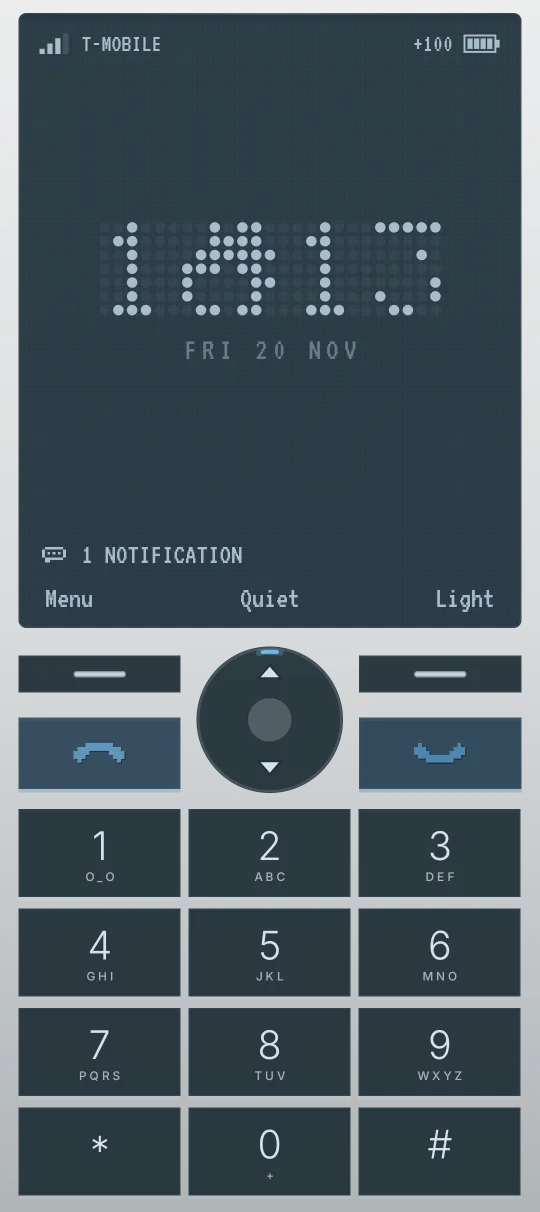 T-MOBILE +100
FRI 20 NOV
1 NOTIFICATION
Menu Quiet Light
1 2 3
O_O ABC DEF
4 5 6
GHI JKL MNO
7 8 9
PQRS TUV WXYZ
* 0 #
+